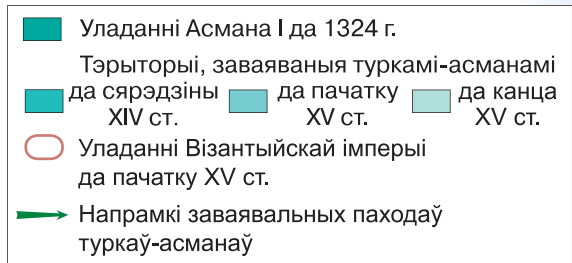 Уладанні Асмана I да 1324 г.
Тэрыторыі, заваяваныя туркамі-асманамі
да сярэдзіны XIV ст.
да пачатку XV ст.
да канца XV ст.
Уладанні Візантыйскай імперыі
да пачатку XV ст.
Напрамкі заваявальных паходаў
туркаў-асманаў